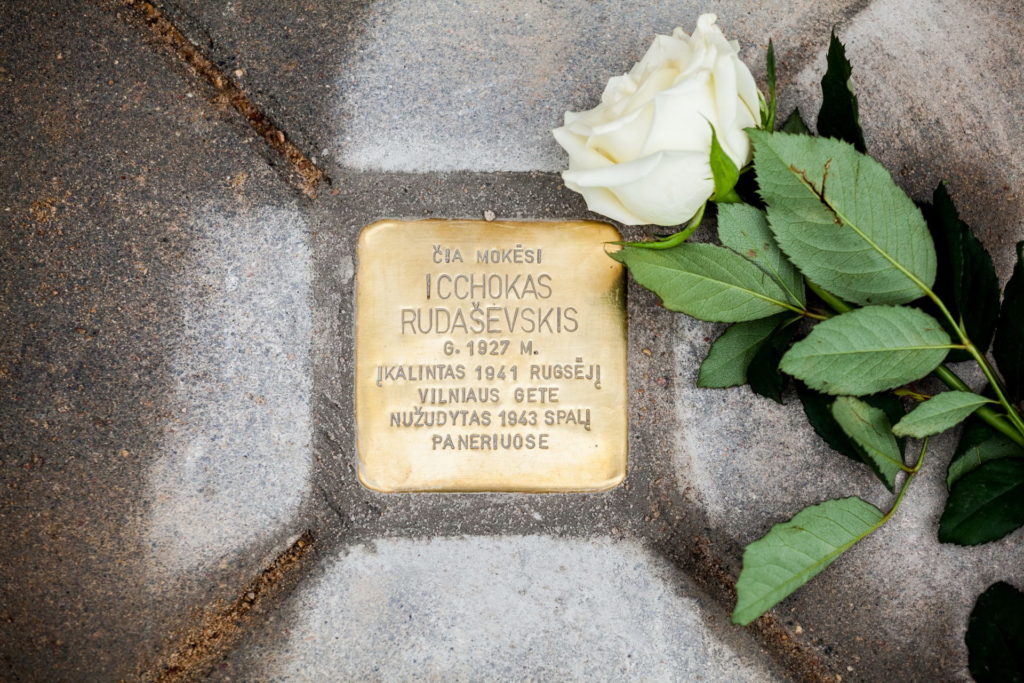 ČIA MOKĖSI
ICCHOKAS
RUDAŠEVSKIS
G. 1927 M.
ĮKALINTAS 1941 RUGSĖJĮ
VILNIAUS GETE
NUŽUDYTAS 1943 SPALĮ
PANERIUOSE